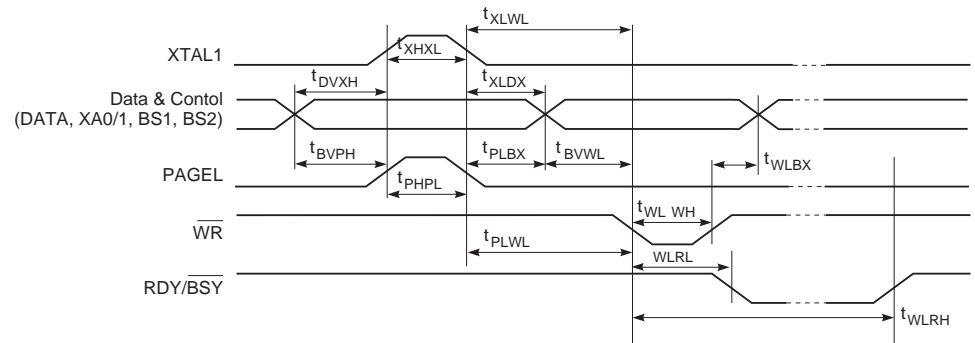 tXLWL
XTAL1
tXHXL
tDVXH
tXLDX
Data & Contol
(DATA, XA0/1, BS1, BS2)
tBVPH
tPLBX
tBVWL
tWLBX
PAGEL
tPHPL
tWL WH
WR
tPLWL
WLRL
RDY/BSY
tWLRH